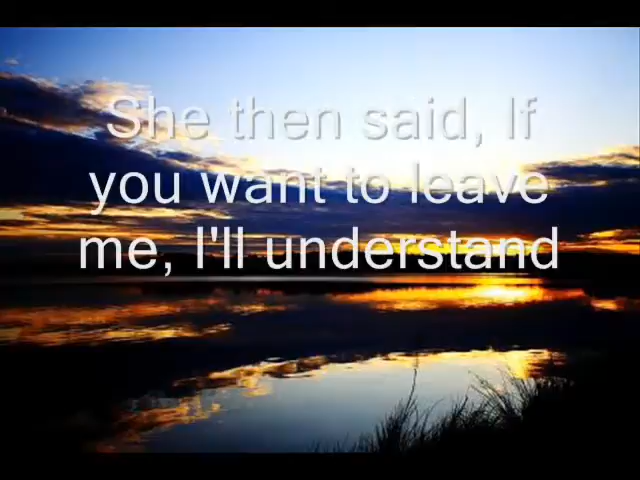 She then said, If
you want to leave
me, I'll understand